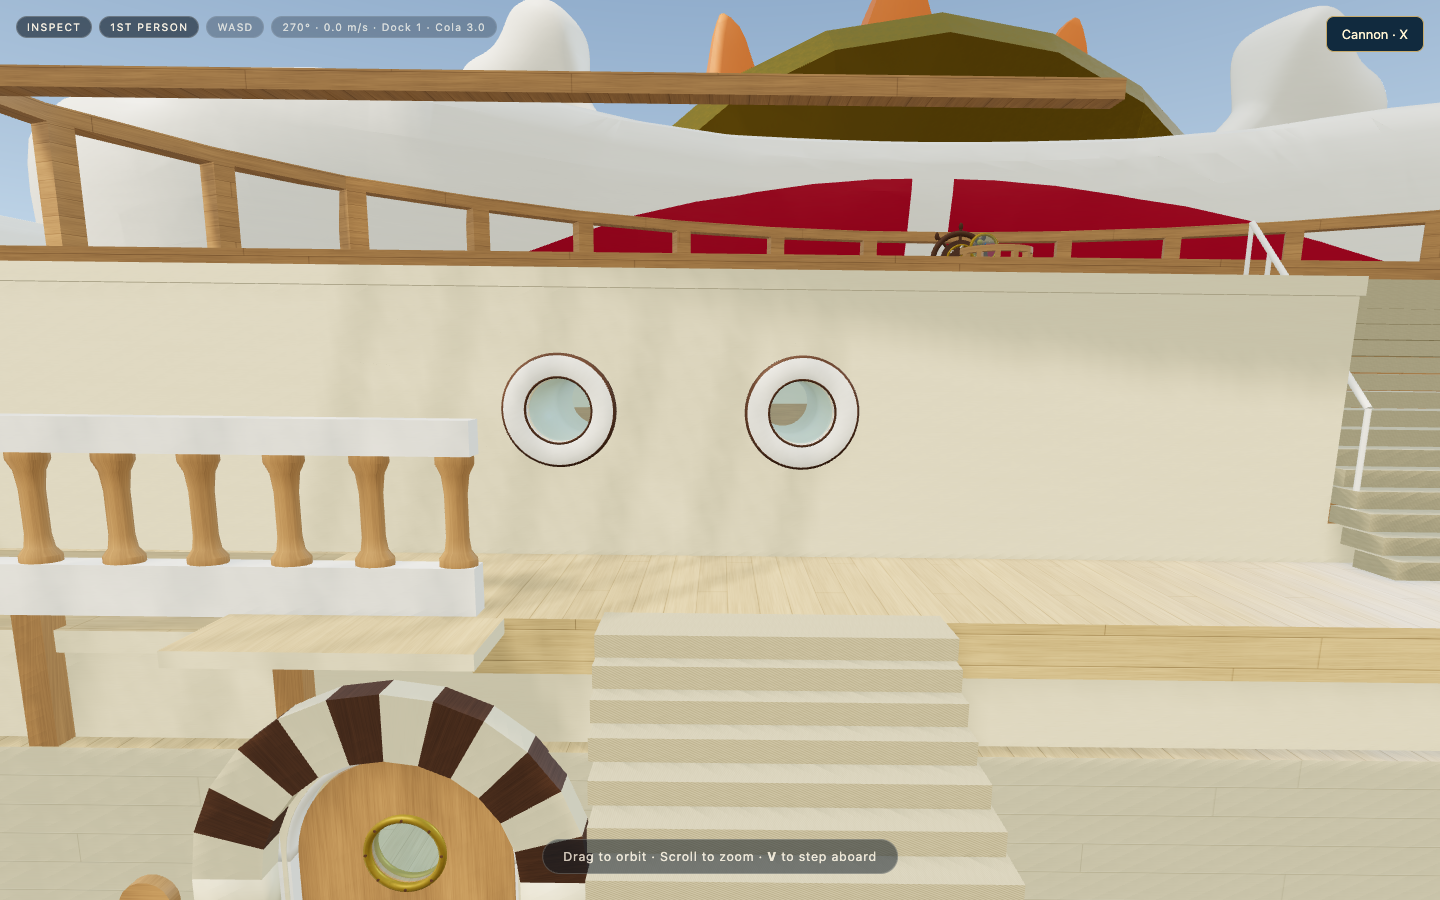 INSPECT
1ST PERSON
WASD
270° · 0.0 m/s · Dock 1 · Cola 3.0
Cannon · X
Drag to orbit · Scroll to zoom · V to step aboard